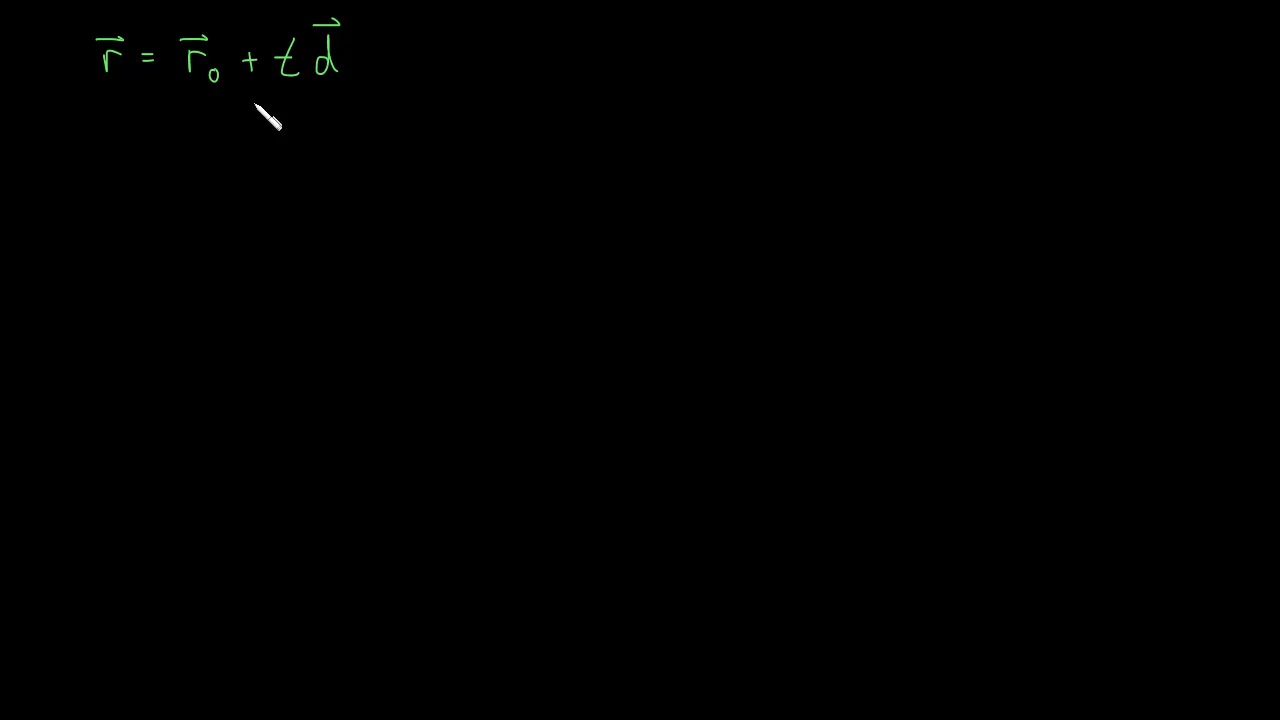 r⃗ = r⃗₀ + t d⃗